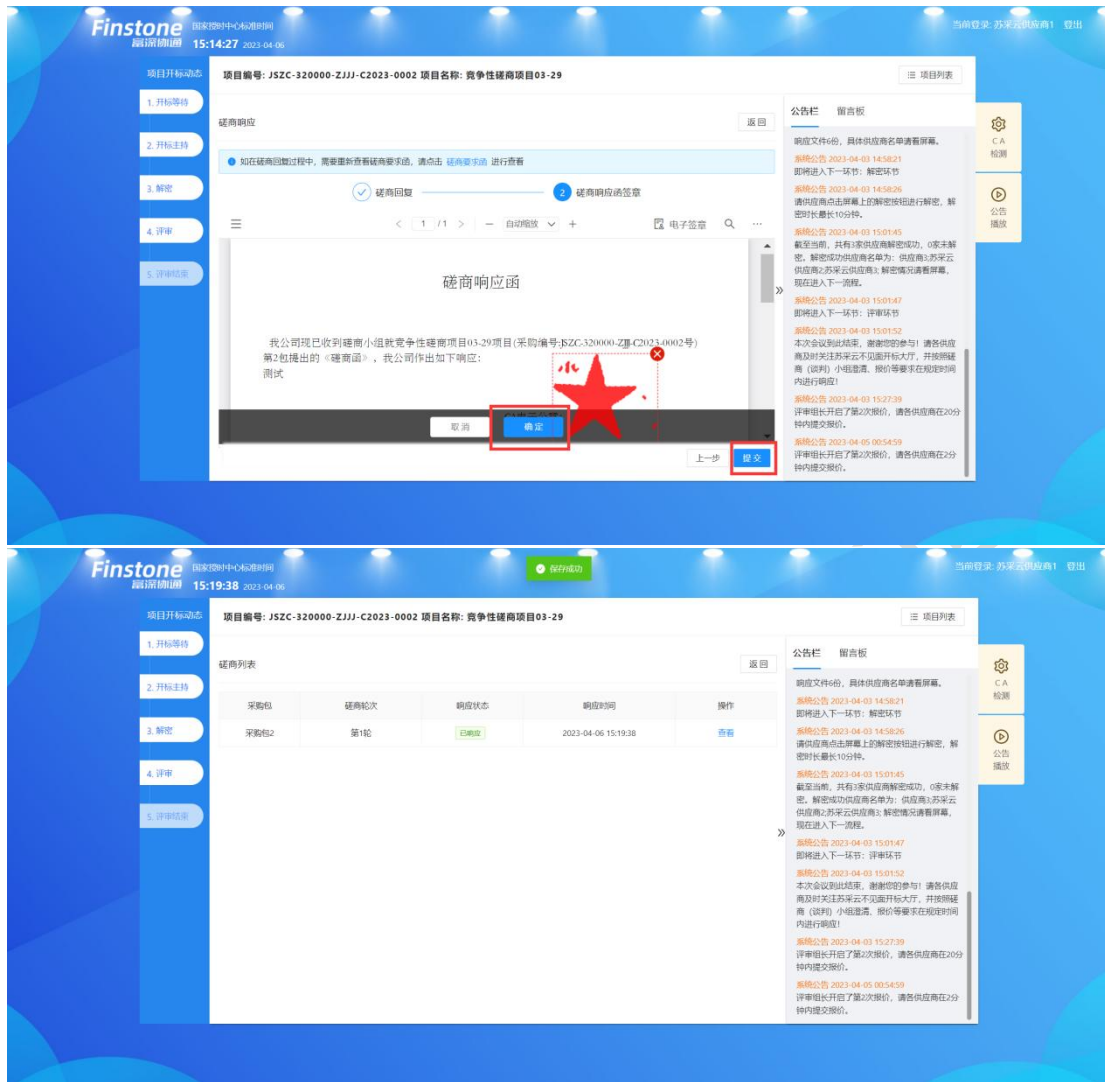 Finstone
富深协通
国家授时中心标准时间
15:14:27 2023-04-06
当前登录: 苏采云供应商1 登出
项目开标动态
1. 开标等待
2. 开标主持
3. 解密
4. 评审
5. 评审结束
项目编号: JSZC-320000-ZJJJ-C2023-0002 项目名称: 竞争性磋商项目03-29
项目列表
磋商响应
返回
如在磋商回复过程中，需要重新查看磋商要求函，请点击 磋商要求函 进行查看
磋商回复
2 磋商响应函签章
1 /1
自动缩放
电子签章
磋商响应函
我公司现已收到磋商小组就竞争性磋商项目03-29项目(采购编号:JSZC-320000-ZJJJ-C2023-0002号)
第2包提出的《磋商函》，我公司作出如下响应：
测试
取消
确定
上一步
提交
公告栏 留言板
响应文件6份，具体供应商名单请看屏幕。
系统公告 2023-04-03 14:58:21
即将进入下一环节：解密环节
系统公告 2023-04-03 14:58:26
请供应商点击屏幕上的解密按钮进行解密，解
密时长最长10分钟。
系统公告 2023-04-03 15:01:45
截至当前，共有3家供应商解密成功，0家未解
密。解密成功供应商名单为：供应商3;苏采云
供应商2;苏采云供应商3; 解密情况请看屏幕，
现在进入下一流程。
系统公告 2023-04-03 15:01:47
即将进入下一环节：评审环节
系统公告 2023-04-03 15:01:52
本次会议到此结束，谢谢您的参与！请各供应
商及时关注苏采云不见面开标大厅，并按照磋
商（谈判）小组澄清、报价等要求在规定时间
内进行响应！
系统公告 2023-04-03 15:27:39
评审组长开启了第2次报价，请各供应商在20分
钟内提交报价。
系统公告 2023-04-05 00:54:59
评审组长开启了第2次报价，请各供应商在2分
钟内提交报价。
CA
检测
公告
播放
Finstone
富深协通
国家授时中心标准时间
15:19:38 2023-04-06
保存成功
当前登录: 苏采云供应商1 登出
项目开标动态
1. 开标等待
2. 开标主持
3. 解密
4. 评审
5. 评审结束
项目编号: JSZC-320000-ZJJJ-C2023-0002 项目名称: 竞争性磋商项目03-29
项目列表
磋商列表
返回
采购包 磋商轮次 响应状态 响应时间 操作
采购包2 第1轮 已响应 2023-04-06 15:19:38 查看
公告栏 留言板
响应文件6份，具体供应商名单请看屏幕。
系统公告 2023-04-03 14:58:21
即将进入下一环节：解密环节
系统公告 2023-04-03 14:58:26
请供应商点击屏幕上的解密按钮进行解密，解
密时长最长10分钟。
系统公告 2023-04-03 15:01:45
截至当前，共有3家供应商解密成功，0家未解
密。解密成功供应商名单为：供应商3;苏采云
供应商2;苏采云供应商3; 解密情况请看屏幕，
现在进入下一流程。
系统公告 2023-04-03 15:01:47
即将进入下一环节：评审环节
系统公告 2023-04-03 15:01:52
本次会议到此结束，谢谢您的参与！请各供应
商及时关注苏采云不见面开标大厅，并按照磋
商（谈判）小组澄清、报价等要求在规定时间
内进行响应！
系统公告 2023-04-03 15:27:39
评审组长开启了第2次报价，请各供应商在20分
钟内提交报价。
系统公告 2023-04-05 00:54:59
评审组长开启了第2次报价，请各供应商在2分
钟内提交报价。
CA
检测
公告
播放